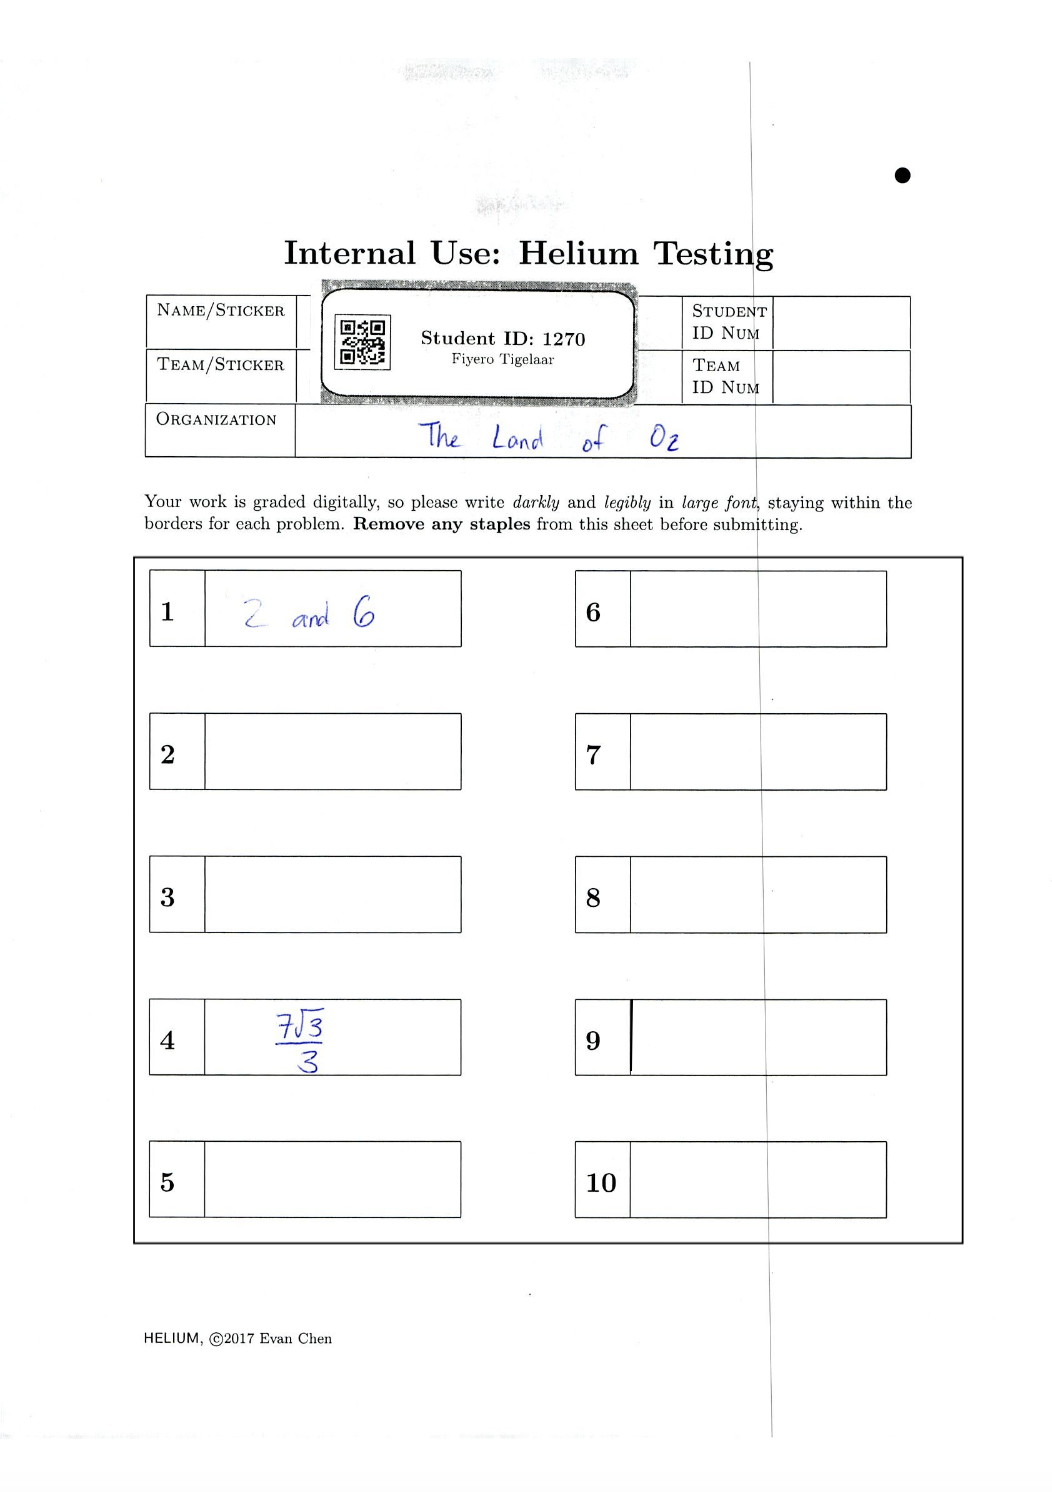 Internal Use: Helium Testing
NAME/STICKER
Student ID: 1270
Fiyero Tigelaar
STUDENT
ID NUM
TEAM/STICKER
TEAM
ID NUM
ORGANIZATION
The Land of Oz
Your work is graded digitally, so please write darkly and legibly in large font, staying within the
borders for each problem. Remove any staples from this sheet before submitting.
1 2 and 6
2
3
4 7√3/3
5
6
7
8
9
10
HELIUM, ©2017 Evan Chen